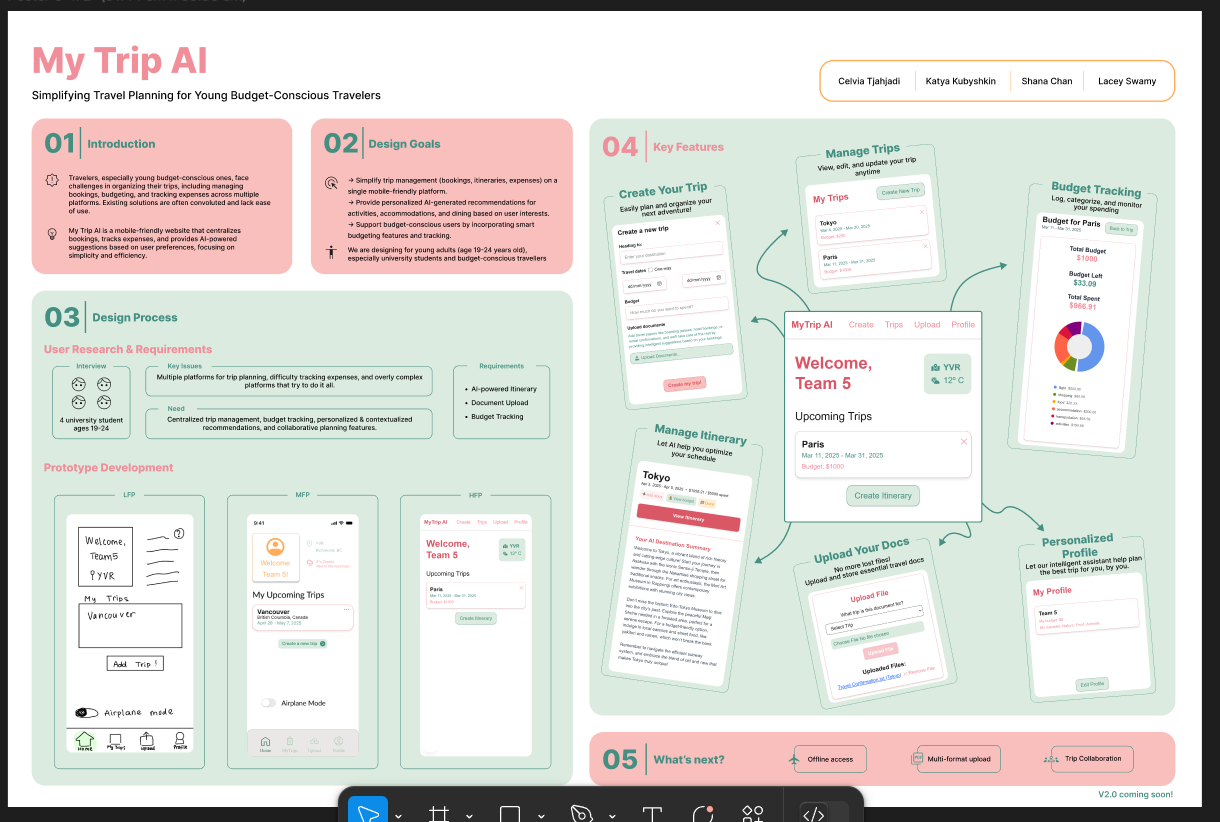 My Trip AI
Simplifying Travel Planning for Young Budget-Conscious Travelers
Celvia Tjahjadi
Katya Kubyshkin
Shana Chan
Lacey Swamy
01
Introduction
Travelers, especially young budget-conscious ones, face
challenges in organizing their trips, including managing
bookings, budgeting, and tracking expenses across multiple
platforms. Existing solutions are often convoluted and lack ease
of use.
My Trip AI is a mobile-friendly website that centralizes
bookings, tracks expenses, and provides AI-powered
suggestions based on user preferences, focusing on
simplicity and efficiency.
02
Design Goals
→ Simplify trip management (bookings, itineraries, expenses) on a
single mobile-friendly platform.
→ Provide personalized AI-generated recommendations for
activities, accommodations, and dining based on user interests.
→ Support budget-conscious users by incorporating smart
budgeting features and tracking.
We are designing for young adults (age 19-24 years old),
especially university students and budget-conscious travellers
03
Design Process
User Research & Requirements
Interview
4 university student
ages 19-24
Key Issues
Multiple platforms for trip planning, difficulty tracking expenses, and overly complex
platforms that try to do it all.
Need
Centralized trip management, budget tracking, personalized & contextualized
recommendations, and collaborative planning features.
Requirements
• AI-powered Itinerary
• Document Upload
• Budget Tracking
Prototype Development
LFP
Welcome,
Team5
YVR
?
My Trips
Vancouver
Add Trip!
Airplane mode
Home
My Trips
Upload
Profile
MFP
9:41
Welcome
Team 5!
YVR
My Upcoming Trips
Vancouver
British Columbia, Canada
April 28 - May 7, 2025
Create a new trip
Airplane Mode
Home
MyTrips
Upload
Profile
HFP
MyTrip AI
Create
Trips
Upload
Profile
Welcome,
Team 5
YVR
12° C
Upcoming Trips
Paris
Mar 11, 2025 - Mar 31, 2025
Budget: $1000
Create Itinerary
04
Key Features
Create Your Trip
Easily plan and organize your
next adventure!
Create a new trip
Heading to:
Enter your destination
Travel dates
One-way
dd/mm/yyyy
dd/mm/yyyy
Budget
How much do you want to spend?
Upload documents
Upload Documents...
Create my trip!
Manage Trips
View, edit, and update your trip
anytime
My Trips
Create New Trip
Tokyo
Paris
Mar 11, 2025 - Mar 31, 2025
Budget: $1000
Budget Tracking
Log, categorize, and monitor
your spending
Budget for Paris
Mar 11 - Mar 31, 2025
Back to Trip
Total Budget
$1000
Budget Left
$33.09
Total Spent
$966.91
MyTrip AI
Create
Trips
Upload
Profile
Welcome,
Team 5
YVR
12° C
Upcoming Trips
Paris
Mar 11, 2025 - Mar 31, 2025
Budget: $1000
Create Itinerary
Manage Itinerary
Let AI help you optimize
your schedule
Tokyo
View Itinerary
Your AI Destination Summary
Upload Your Docs
No more lost files!
Upload and store essential travel docs
Upload File
What trip is this document for?
Select Trip
Choose File No file chosen
Upload File
Uploaded Files:
Remove File
Personalized
Profile
Let our intelligent assistant help plan
the best trip for you, by you.
My Profile
Team 5
Edit Profile
05
What's next?
Offline access
PDF
Multi-format upload
Trip Collaboration
V2.0 coming soon!